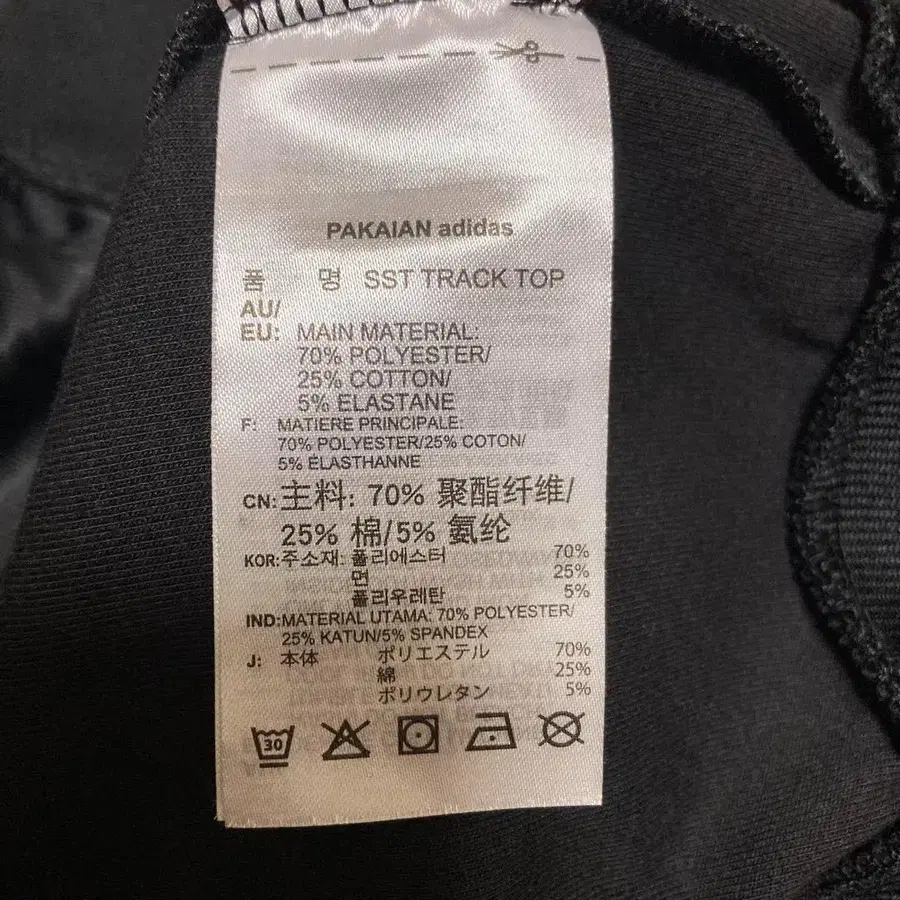 PAKAIAN adidas
품 명 SST TRACK TOP
AU/
EU: MAIN MATERIAL:
70% POLYESTER/
25% COTTON/
5% ELASTANE
F: MATIERE PRINCIPALE:
70% POLYESTER/25% COTON/
5% ÉLASTHANNE
CN: 主料: 70% 聚酯纤维/
25% 棉/5% 氨纶
KOR: 주소재: 폴리에스터 70%
면 25%
폴리우레탄 5%
IND: MATERIAL UTAMA: 70% POLYESTER/
25% KATUN/5% SPANDEX
J: 本体 ポリエステル 70%
綿 25%
ポリウレタン 5%
30